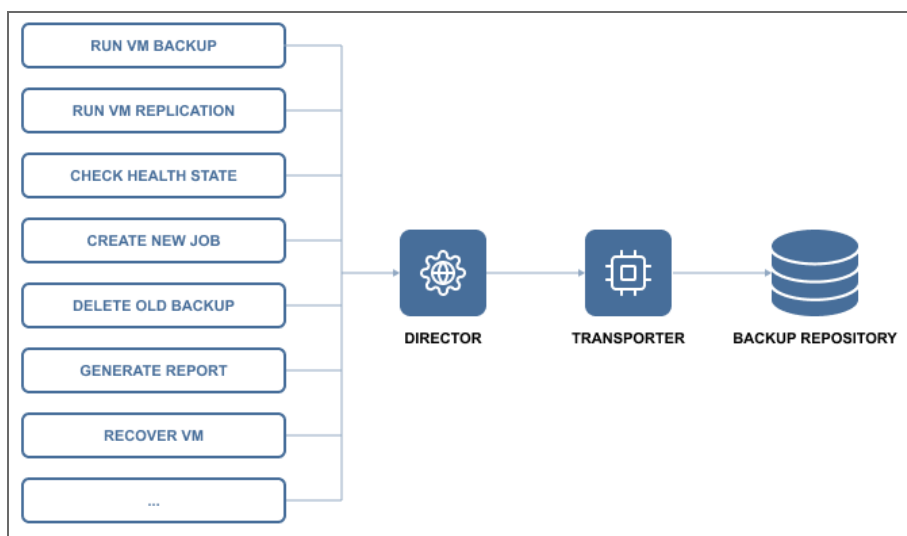 RUN VM BACKUP
RUN VM REPLICATION
CHECK HEALTH STATE
CREATE NEW JOB
DELETE OLD BACKUP
GENERATE REPORT
RECOVER VM
...
DIRECTOR
TRANSPORTER
BACKUP REPOSITORY